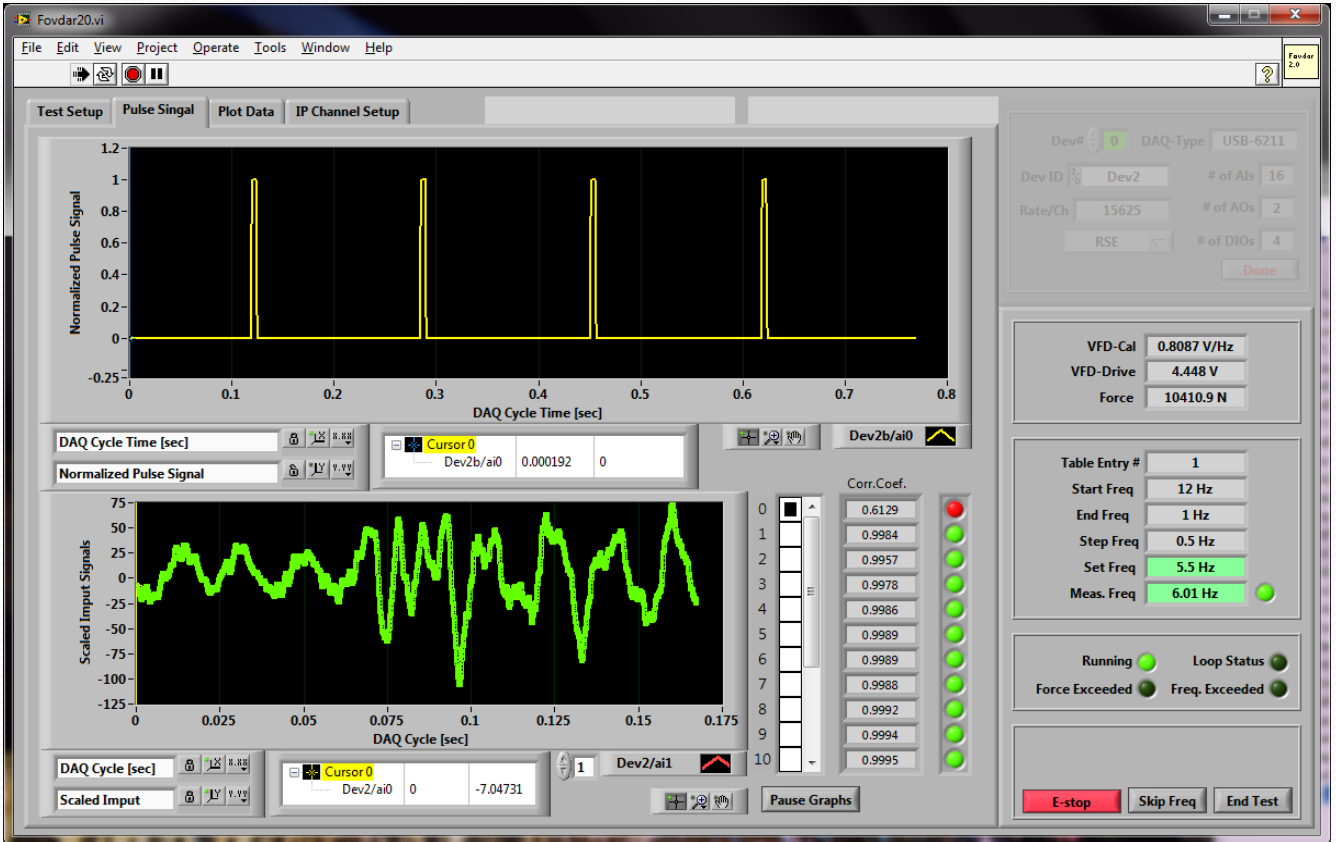 Fovdar20.vi
File Edit View Project Operate Tools Window Help
Fovdar
2.0
Test Setup Pulse Singal Plot Data IP Channel Setup
Normalized Pulse Signal
1.2
1
0.8
0.6
0.4
0.2
0
-0.25
0 0.1 0.2 0.3 0.4 0.5 0.6 0.7 0.8
DAQ Cycle Time [sec]
DAQ Cycle Time [sec]
Normalized Pulse Signal
Cursor 0
Dev2b/ai0 0.000192 0
Dev2b/ai0
Scaled Imput Signals
75
50
25
0
-25
-50
-75
-100
-125
0 0.025 0.05 0.075 0.1 0.125 0.15 0.175
DAQ Cycle [sec]
DAQ Cycle [sec]
Scaled Imput
Cursor 0
Dev2/ai0 0 -7.04731
1 Dev2/ai1
Corr.Coef.
0 0.6129
1 0.9984
2 0.9957
3 0.9978
4 0.9986
5 0.9989
6 0.9989
7 0.9988
8 0.9992
9 0.9994
10 0.9995
Pause Graphs
Dev# 0 DAQ-Type USB-6211
Dev ID Dev2 # of AIs 16
Rate/Ch 15625 # of AOs 2
RSE # of DIOs 4
Done
VFD-Cal 0.8087 V/Hz
VFD-Drive 4.448 V
Force 10410.9 N
Table Entry # 1
Start Freq 12 Hz
End Freq 1 Hz
Step Freq 0.5 Hz
Set Freq 5.5 Hz
Meas. Freq 6.01 Hz
Running Loop Status
Force Exceeded Freq. Exceeded
E-stop Skip Freq End Test